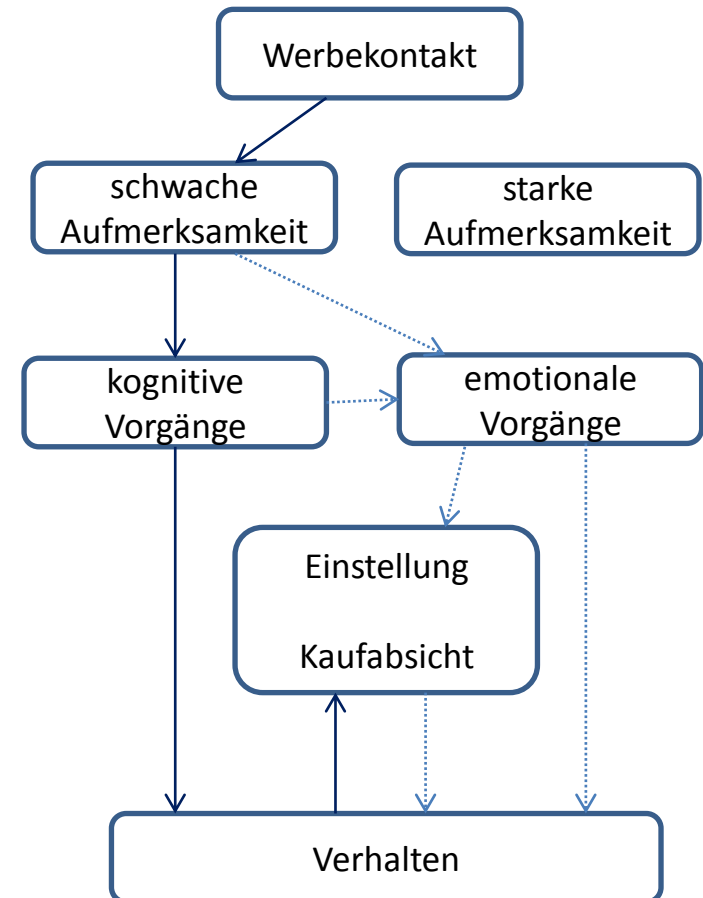 Werbekontakt
schwache
Aufmerksamkeit
starke
Aufmerksamkeit
kognitive
Vorgänge
emotionale
Vorgänge
Einstellung
Kaufabsicht
Verhalten